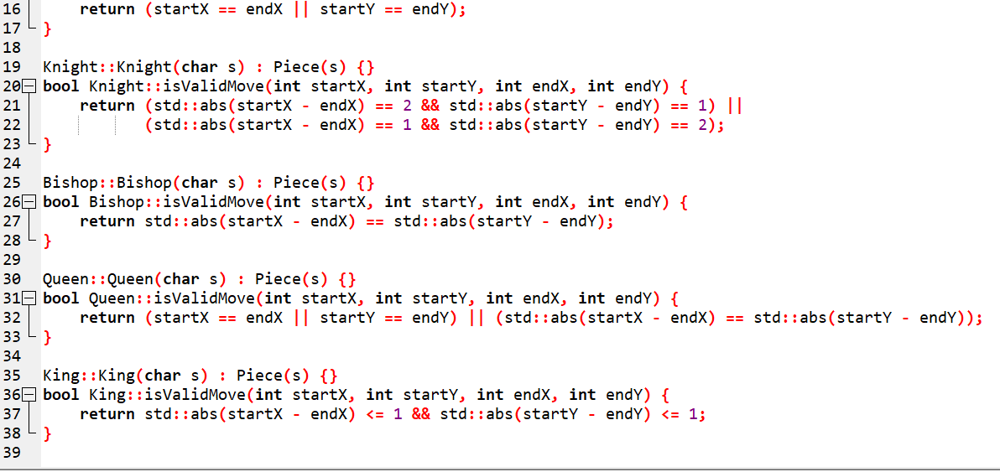 16 return (startX == endX || startY == endY);
17 }
18
19 Knight::Knight(char s) : Piece(s) {}
20 bool Knight::isValidMove(int startX, int startY, int endX, int endY) {
21 return (std::abs(startX - endX) == 2 && std::abs(startY - endY) == 1) ||
22 (std::abs(startX - endX) == 1 && std::abs(startY - endY) == 2);
23 }
24
25 Bishop::Bishop(char s) : Piece(s) {}
26 bool Bishop::isValidMove(int startX, int startY, int endX, int endY) {
27 return std::abs(startX - endX) == std::abs(startY - endY);
28 }
29
30 Queen::Queen(char s) : Piece(s) {}
31 bool Queen::isValidMove(int startX, int startY, int endX, int endY) {
32 return (startX == endX || startY == endY) || (std::abs(startX - endX) == std::abs(startY - endY));
33 }
34
35 King::King(char s) : Piece(s) {}
36 bool King::isValidMove(int startX, int startY, int endX, int endY) {
37 return std::abs(startX - endX) <= 1 && std::abs(startY - endY) <= 1;
38 }
39